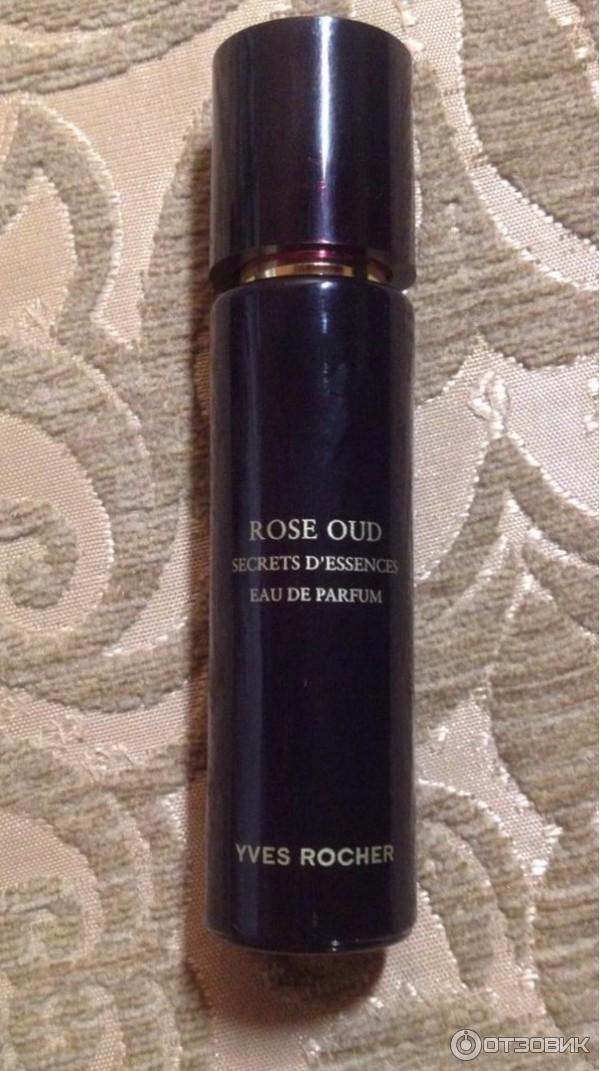 ROSE OUD
SECRETS D'ESSENCES
EAU DE PARFUM
YVES ROCHER
ОТЗОВИК